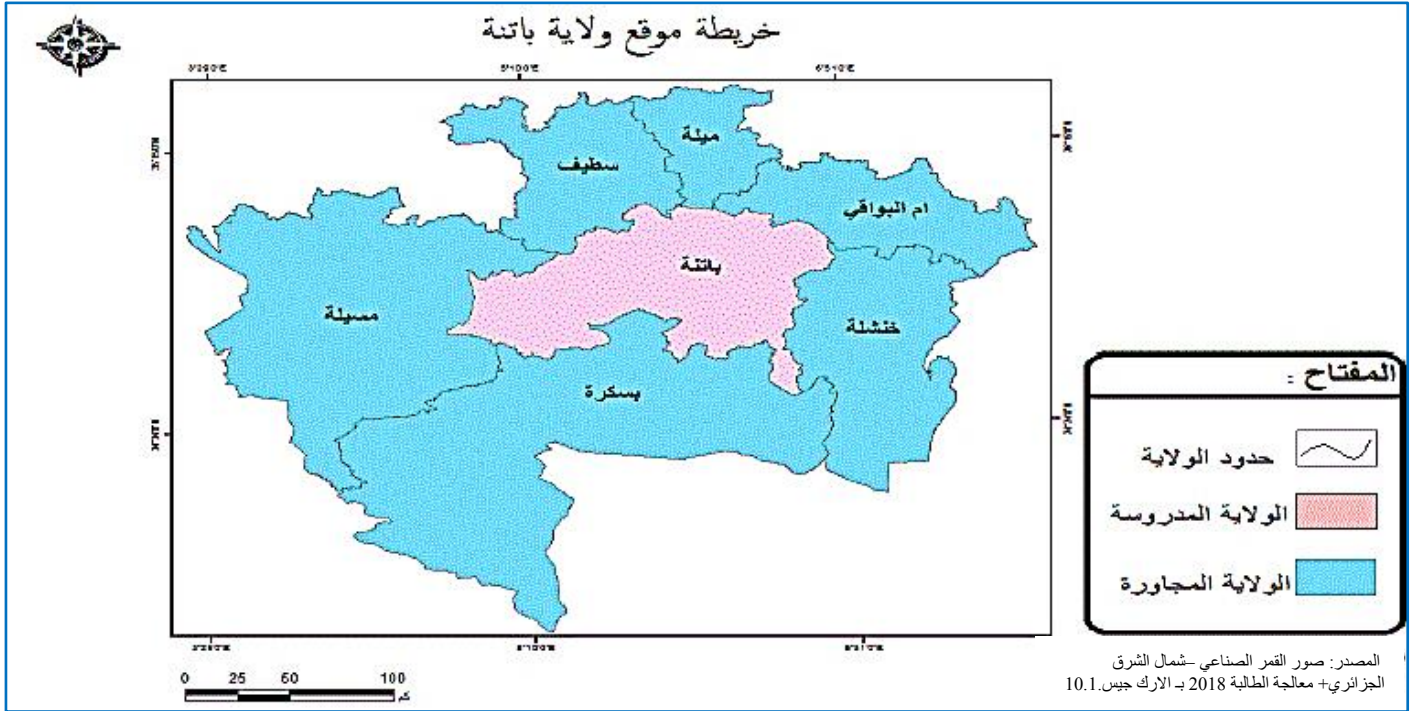 خريطة موقع ولاية باتنة
ميلة
سطيف
ام البواقي
باتنة
مسيلة
خنشلة
بسكرة
المفتاح :
حدود الولاية
الولاية المدروسة
الولاية المجاورة
0 25 50 100
كم
المصدر: صور القمر الصناعي –شمال الشرق
الجزائري+ معالجة الطالبة 2018 بـ الارك جيس.10.1